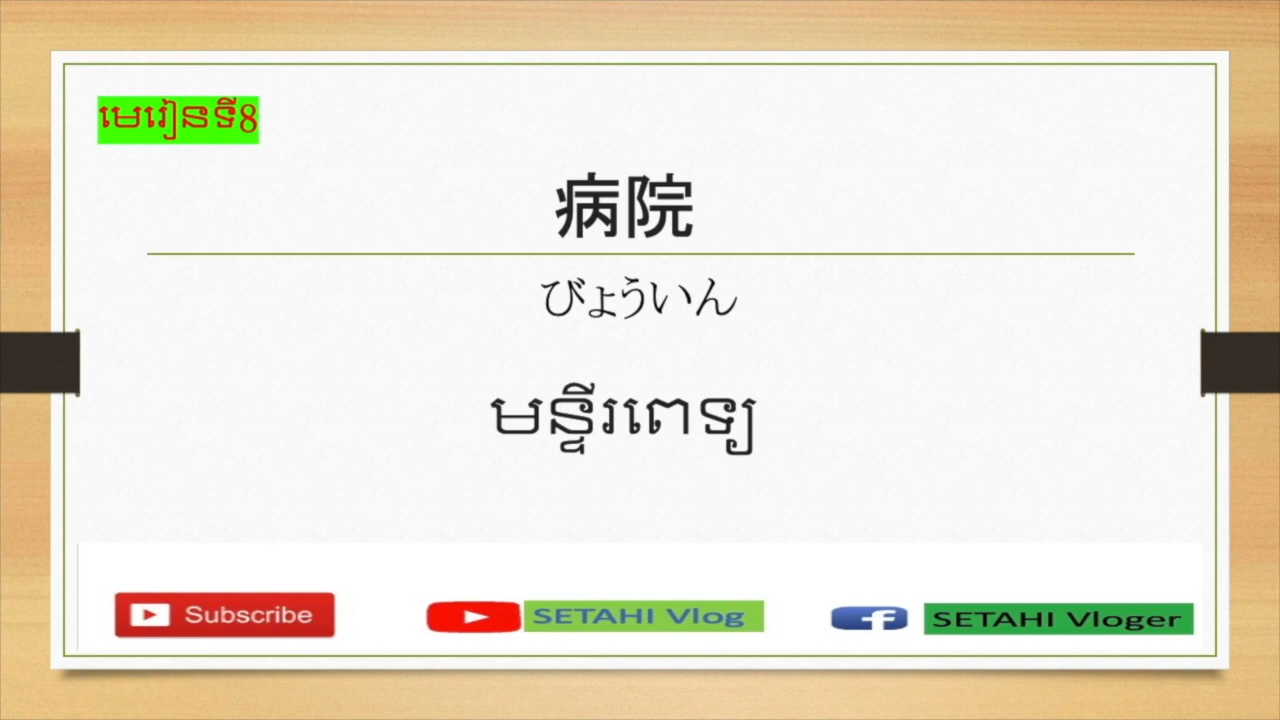 មេរៀនទី8
病院
びょういん
មន្ទីរពេទ្យ
Subscribe
SETAHI Vlog
SETAHI Vloger